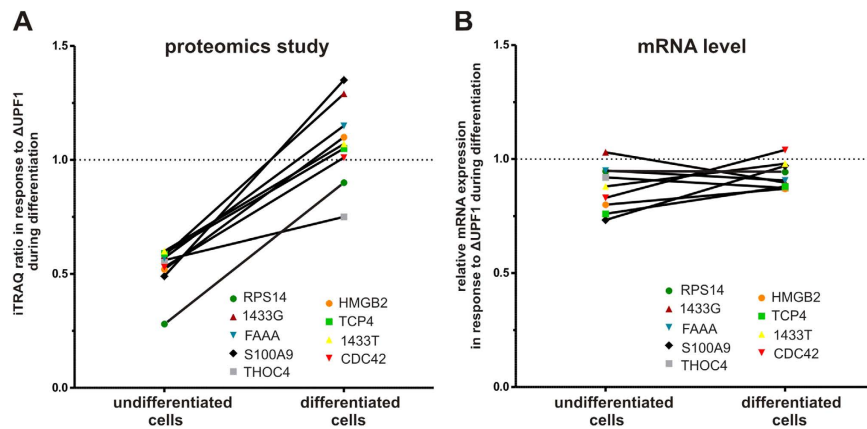 A
proteomics study
iTRAQ ratio in response to ΔUPF1
during differentiation
1.5
1.0
0.5
0.0
RPS14
1433G
FAAA
S100A9
THOC4
HMGB2
TCP4
1433T
CDC42
undifferentiated
cells
differentiated
cells
B
mRNA level
relative mRNA expression
in response to ΔUPF1 during differentiation
1.5
1.0
0.5
0.0
RPS14
1433G
FAAA
S100A9
THOC4
HMGB2
TCP4
1433T
CDC42
undifferentiated
cells
differentiated
cells